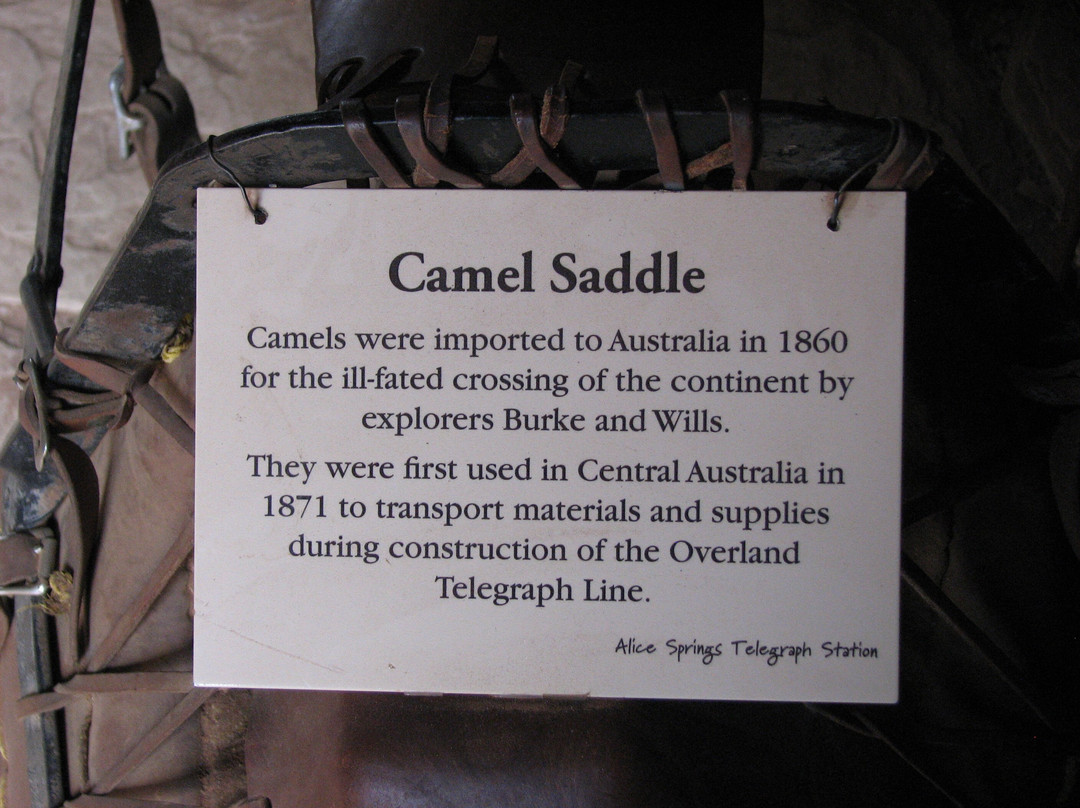 Camel Saddle
Camels were imported to Australia in 1860
for the ill-fated crossing of the continent by
explorers Burke and Wills.
They were first used in Central Australia in
1871 to transport materials and supplies
during construction of the Overland
Telegraph Line.
Alice Springs Telegraph Station